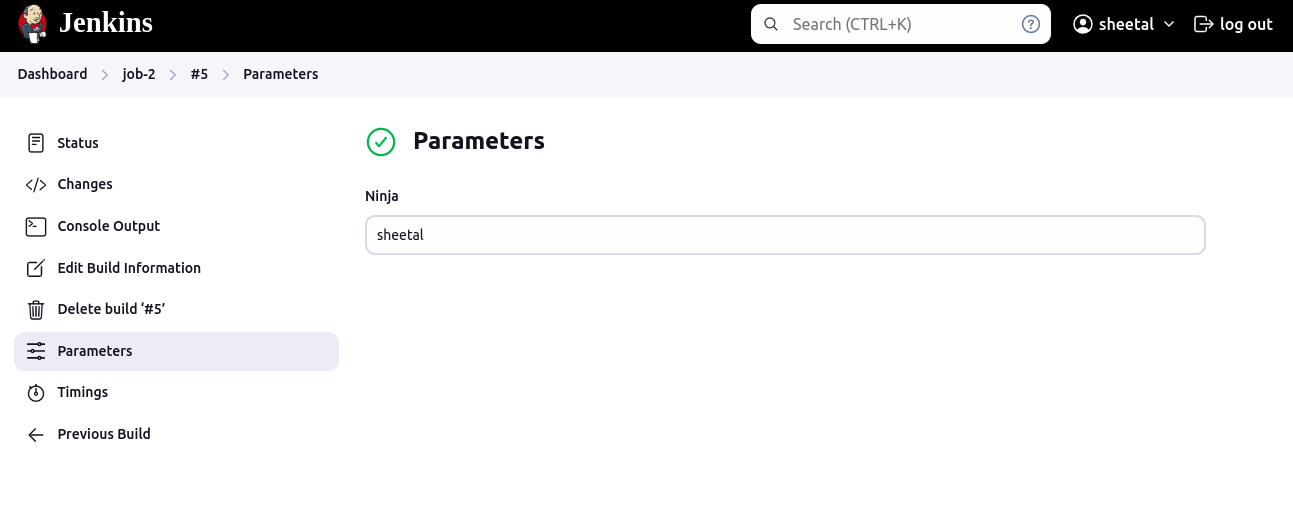 Jenkins
Search (CTRL+K)
?
sheetal
log out
Dashboard > job-2 > #5 > Parameters
Status
Changes
Console Output
Edit Build Information
Delete build ‘#5’
Parameters
Timings
Previous Build
Parameters
Ninja
sheetal